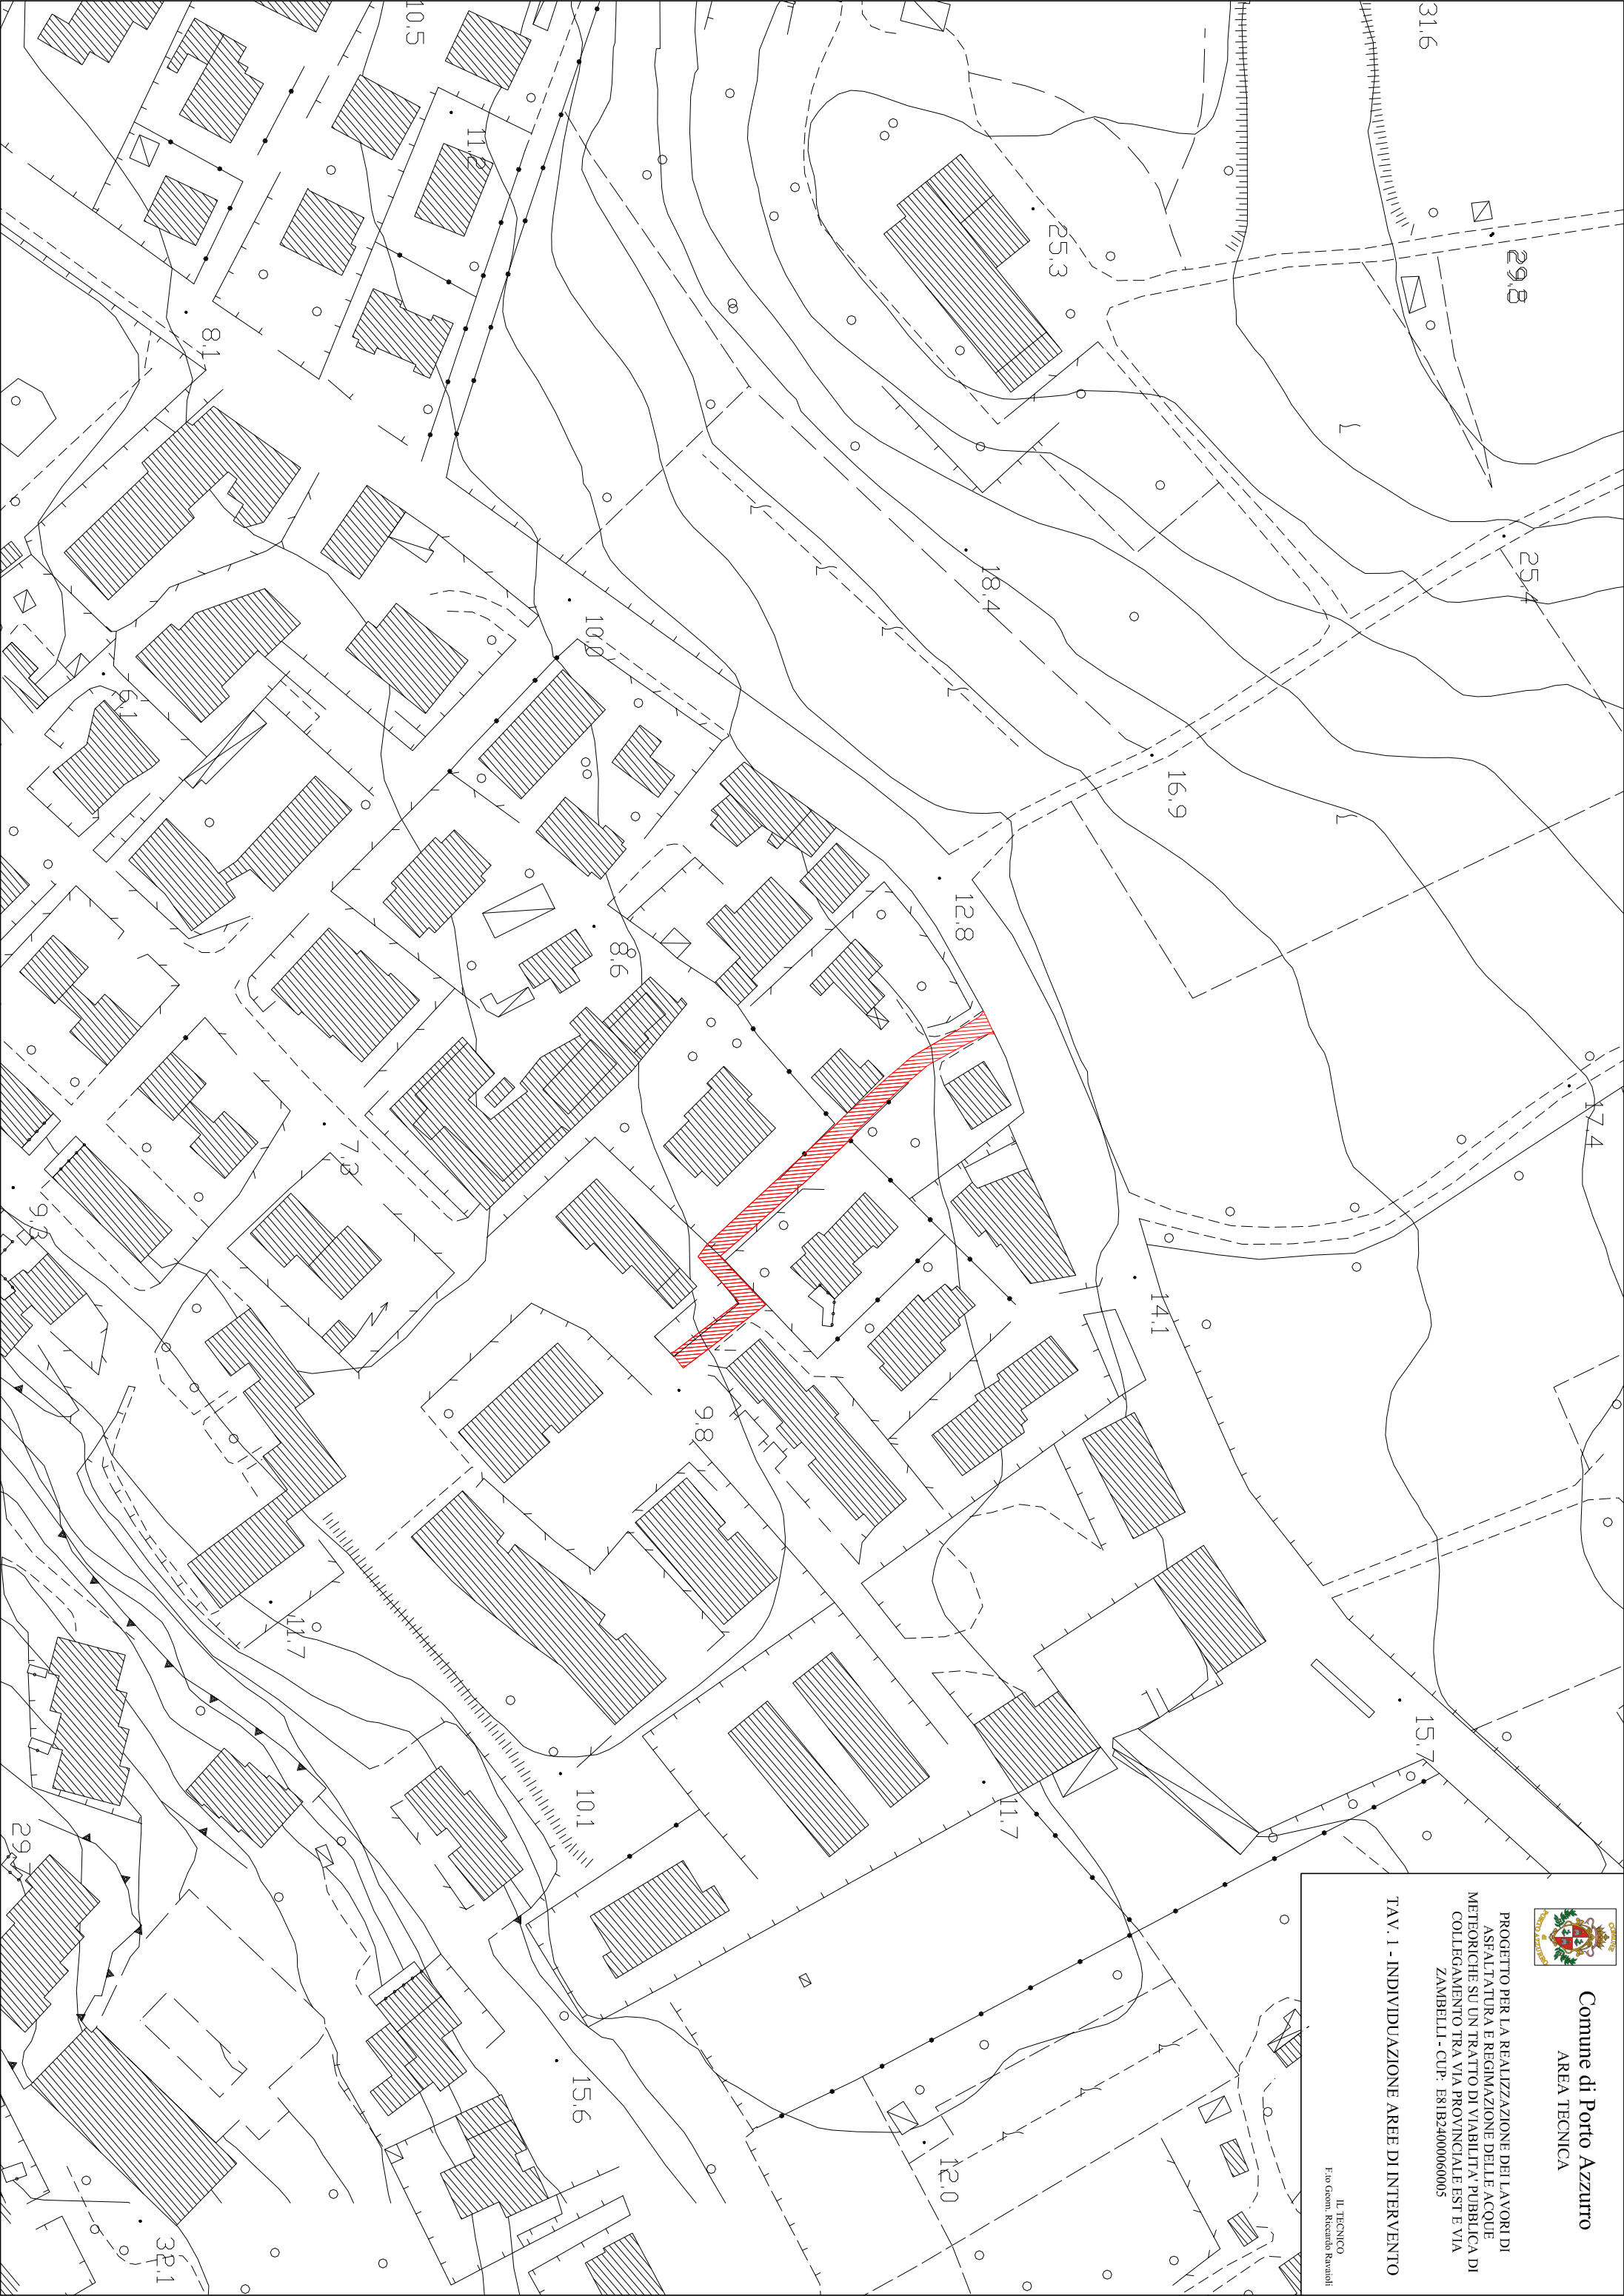 Comune di Porto Azzurro
AREA TECNICA
PROGETTO PER LA REALIZZAZIONE DEI LAVORI DI
ASFALTATURA E REGIMAZIONE DELLE ACQUE
METEORICHE SU UN TRATTO DI VIABILITA' PUBBLICA DI
COLLEGAMENTO TRA VIA PROVINCIALE EST E VIA
ZAMBELLI - CUP: E81B24000060005
TAV. 1 - INDIVIDUAZIONE AREE DI INTERVENTO
IL TECNICO
F.to Geom. Riccardo Ravaioli
31.6
29.8
25.3
25.4
18.4
16.9
17.4
12.8
14.1
15.7
10.5
11.2
8.1
10.0
6.1
8.6
7.3
9.3
9.8
11.7
10.1
11.7
15.6
12.0
32.1